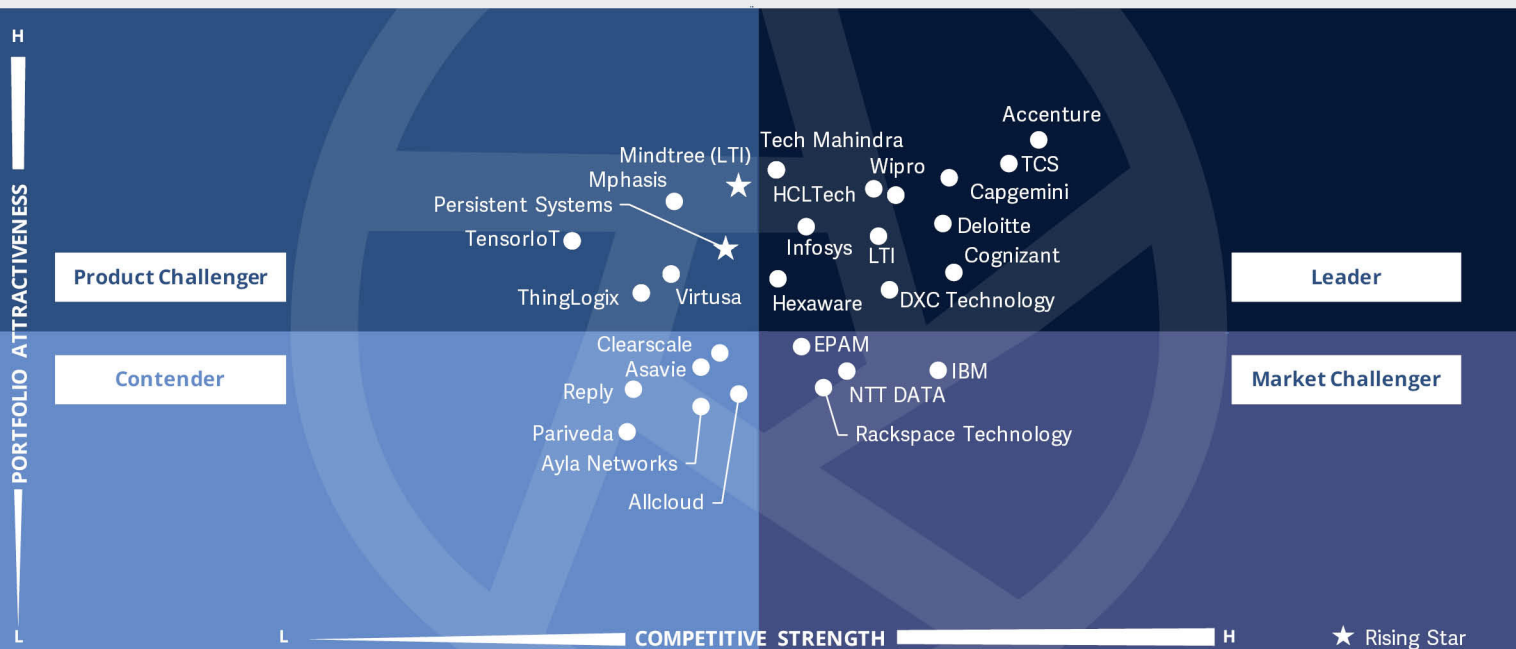 H
Accenture
Tech Mahindra
Mindtree (LTI)
Wipro
TCS
Mphasis
HCLTech
Capgemini
Persistent Systems
Deloitte
TensorIoT
Infosys
LTI
Cognizant
Product Challenger
Leader
ThingLogix
Virtusa
Hexaware
DXC Technology
Clearscale
EPAM
Asavie
IBM
Contender
Market Challenger
Reply
NTT DATA
Pariveda
Rackspace Technology
Ayla Networks
Allcloud
PORTFOLIO ATTRACTIVENESS
L
L
COMPETITIVE STRENGTH
H
Rising Star